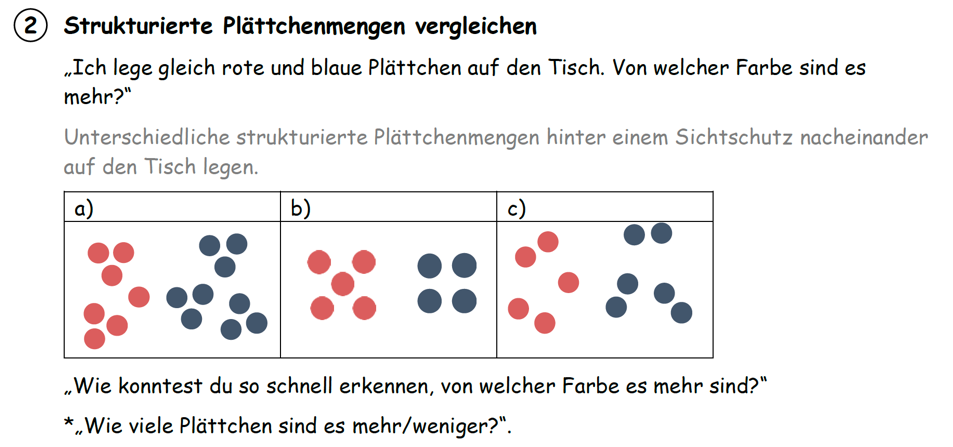 2 Strukturierte Plättchenmengen vergleichen
„Ich lege gleich rote und blaue Plättchen auf den Tisch. Von welcher Farbe sind es
mehr?“
Unterschiedliche strukturierte Plättchenmengen hinter einem Sichtschutz nacheinander
auf den Tisch legen.
a) b) c)
„Wie konntest du so schnell erkennen, von welcher Farbe es mehr sind?“
*„Wie viele Plättchen sind es mehr/weniger?“.